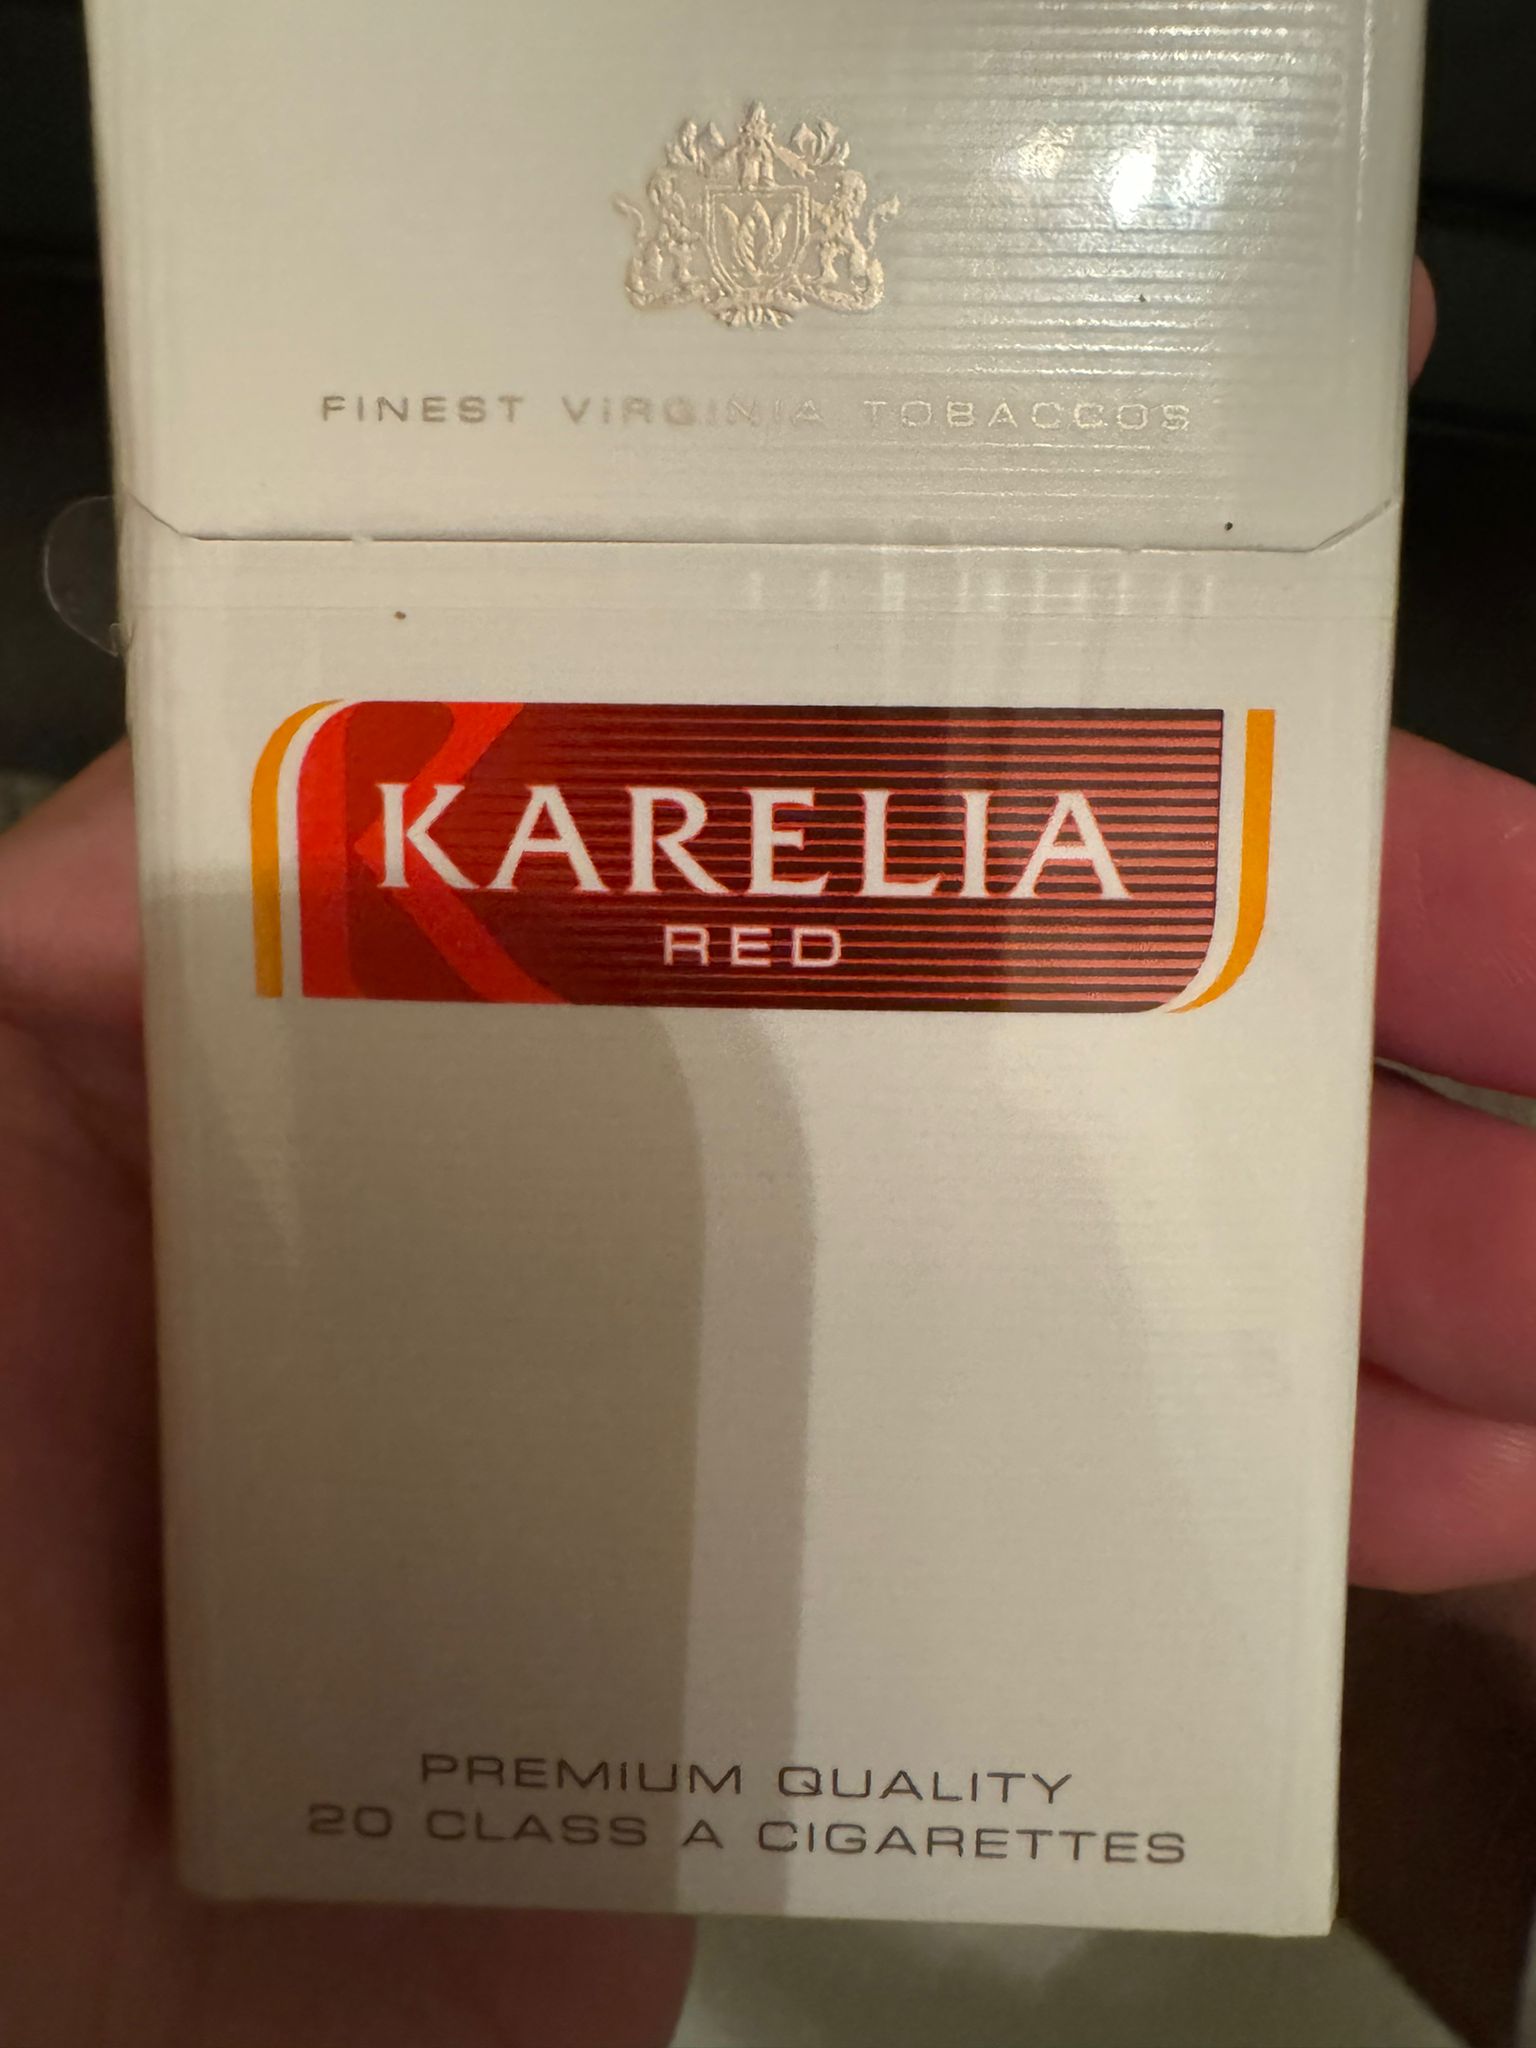 FINEST VIRGINIA TOBACCOS
KARELIA
RED
PREMIUM QUALITY
20 CLASS A CIGARETTES